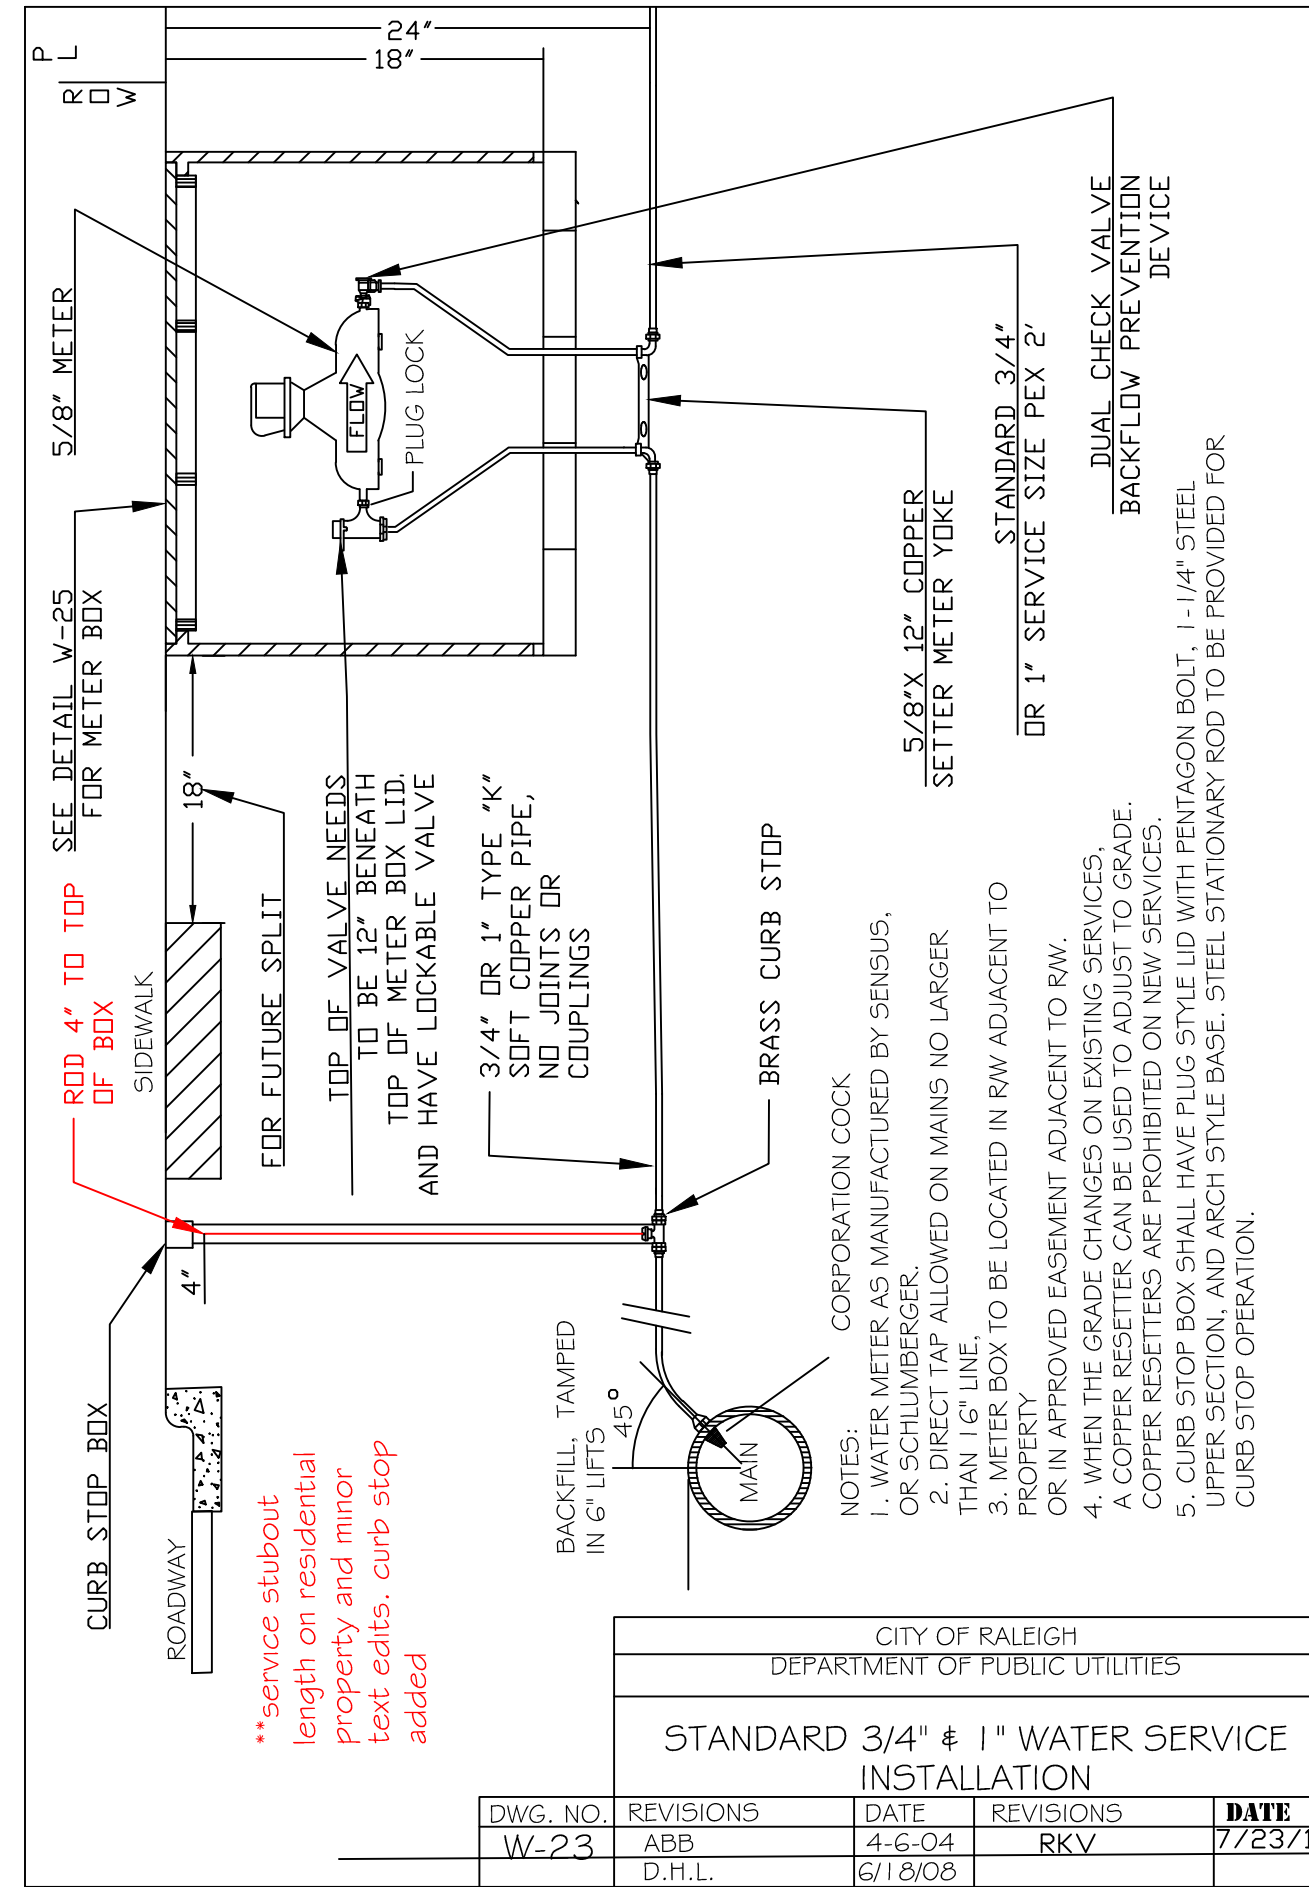 P
L
R
O
W
24"
18"
5/8" METER
SEE DETAIL W-25
FOR METER BOX
ROD 4" TO TOP
OF BOX
SIDEWALK
18"
FOR FUTURE SPLIT
TOP OF VALVE NEEDS
TO BE 12" BENEATH
TOP OF METER BOX LID.
AND HAVE LOCKABLE VALVE
FLOW
PLUG LOCK
3/4" OR 1" TYPE "K"
SOFT COPPER PIPE,
NO JOINTS OR
COUPLINGS
BRASS CURB STOP
5/8"X 12" COPPER
SETTER METER YOKE
STANDARD 3/4"
OR 1" SERVICE SIZE PEX 2'
DUAL CHECK VALVE
BACKFLOW PREVENTION
DEVICE
CURB STOP BOX
4"
ROADWAY
BACKFILL, TAMPED
IN 6" LIFTS
45°
MAIN
CORPORATION COCK
**service stubout
length on residential
property and minor
text edits. curb stop
added
NOTES:
1. WATER METER AS MANUFACTURED BY SENSUS,
OR SCHLUMBERGER.
2. DIRECT TAP ALLOWED ON MAINS NO LARGER
THAN 16" LINE,
3. METER BOX TO BE LOCATED IN R/W ADJACENT TO
PROPERTY
OR IN APPROVED EASEMENT ADJACENT TO R/W.
4. WHEN THE GRADE CHANGES ON EXISTING SERVICES,
A COPPER RESETTER CAN BE USED TO ADJUST TO GRADE.
COPPER RESETTERS ARE PROHIBITED ON NEW SERVICES.
5. CURB STOP BOX SHALL HAVE PLUG STYLE LID WITH PENTAGON BOLT, 1-1/4" STEEL
UPPER SECTION, AND ARCH STYLE BASE. STEEL STATIONARY ROD TO BE PROVIDED FOR
CURB STOP OPERATION.
CITY OF RALEIGH
DEPARTMENT OF PUBLIC UTILITIES
STANDARD 3/4" & 1" WATER SERVICE
INSTALLATION
DWG. NO. REVISIONS DATE REVISIONS DATE
W-23 ABB 4-6-04 RKV 7/23/1
D.H.L. 6/18/08